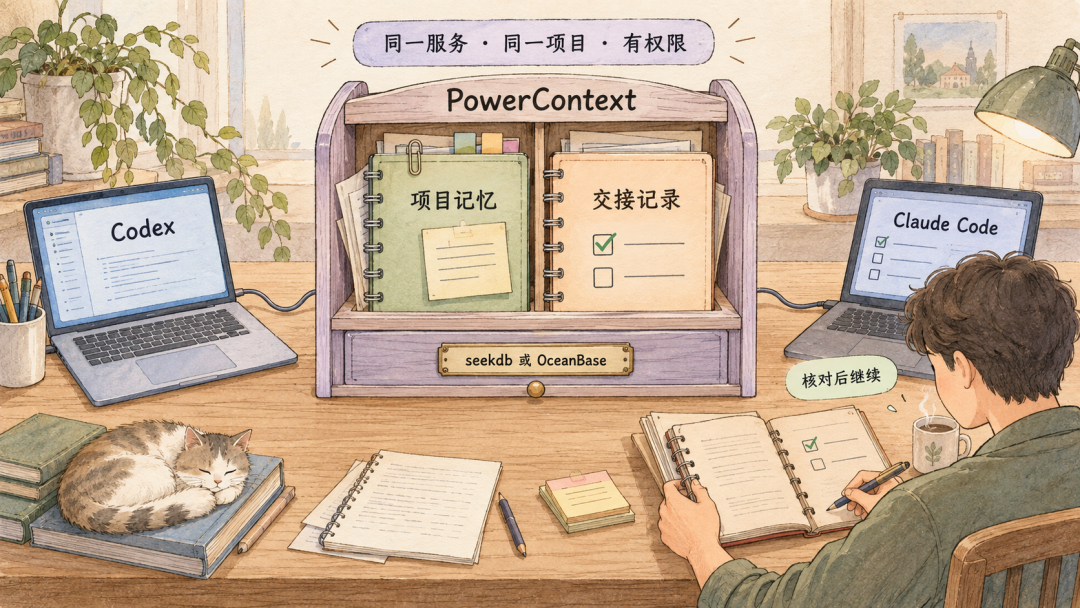 同一服务 · 同一项目 · 有权限
PowerContext
项目记忆
交接记录
Codex
Claude Code
seekdb 或 OceanBase
核对后继续